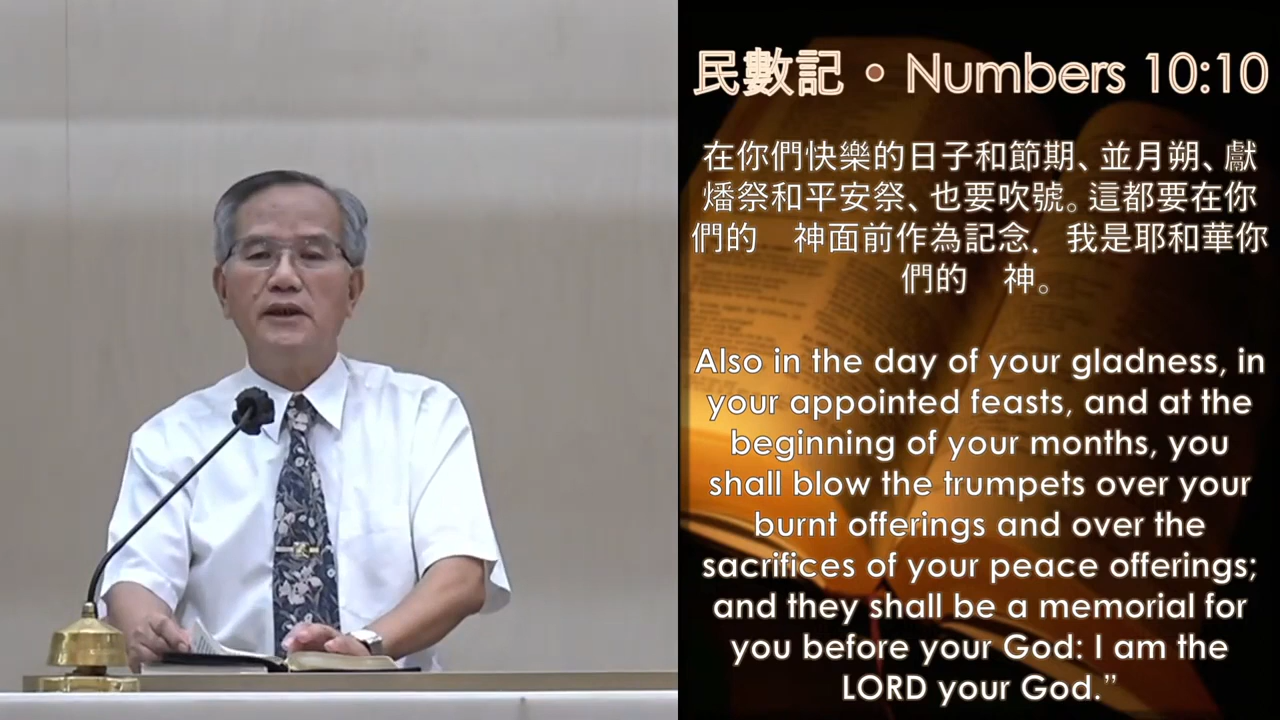 民數記 • Numbers 10:10
在你們快樂的日子和節期、並月朔、獻
燔祭和平安祭、也要吹號。這都要在你
們的　神面前作為記念．我是耶和華你
們的　神。
Also in the day of your gladness, in
your appointed feasts, and at the
beginning of your months, you
shall blow the trumpets over your
burnt offerings and over the
sacrifices of your peace offerings;
and they shall be a memorial for
you before your God: I am the
LORD your God.”